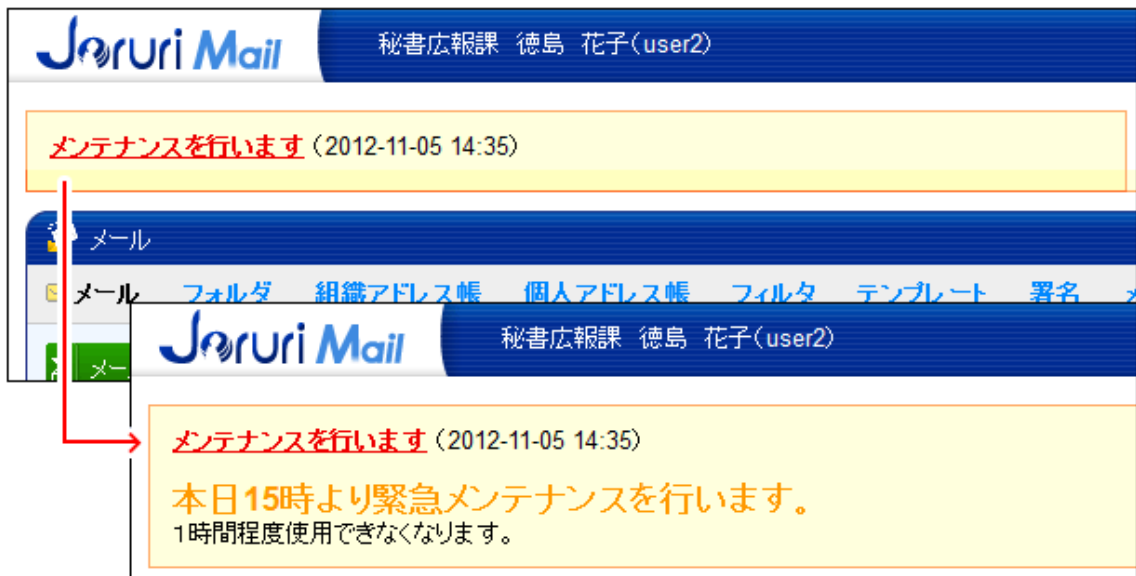 Joruri Mail
秘書広報課 徳島 花子(user2)
メンテナンスを行います(2012-11-05 14:35)
メール
メール フォルダ 組織アドレス帳 個人アドレス帳 フィルタ テンプレート 署名
メー
Joruri Mail
秘書広報課 徳島 花子(user2)
メンテナンスを行います(2012-11-05 14:35)
本日15時より緊急メンテナンスを行います。
1時間程度使用できなくなります。